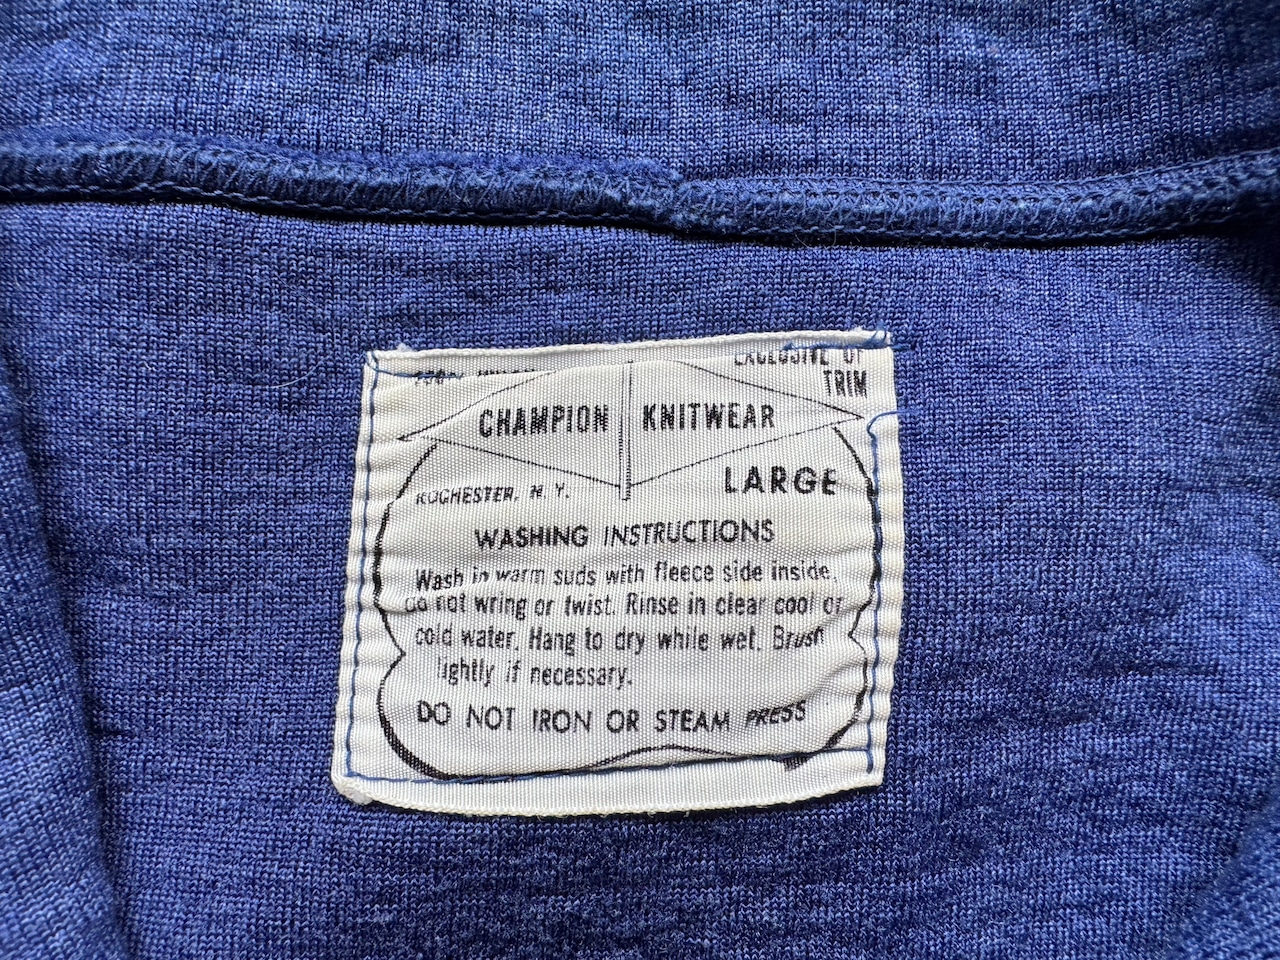 EXCLUSIVE OF
TRIM
CHAMPION KNITWEAR
ROCHESTER, N. Y.
LARGE
WASHING INSTRUCTIONS
Wash in warm suds with fleece side inside,
do not wring or twist. Rinse in clear cool or
cold water. Hang to dry while wet. Brush
lightly if necessary.
DO NOT IRON OR STEAM PRESS